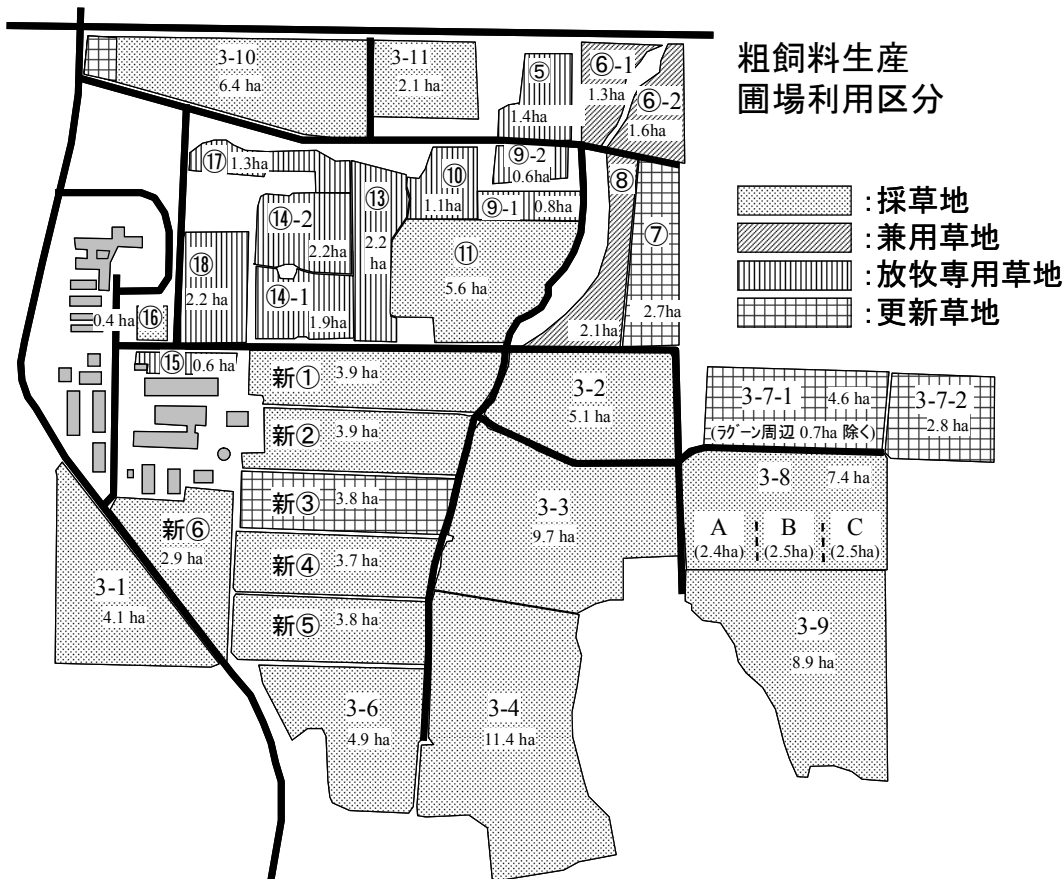 粗飼料生産
圃場利用区分
:採草地
:兼用草地
:放牧専用草地
:更新草地
3-10
6.4 ha
3-11
2.1 ha
⑤
1.4ha
⑥-1
1.3ha
⑥-2
1.6ha
⑰
1.3ha
⑬
2.2
ha
⑩
1.1ha
⑨-2
0.6ha
⑨-1
0.8ha
⑧
2.1ha
⑦
2.7ha
⑭-2
2.2ha
⑭-1
1.9ha
⑪
5.6 ha
⑱
2.2 ha
⑯
0.4 ha
⑮
0.6 ha
新①
3.9 ha
新②
3.9 ha
新③
3.8 ha
新④
3.7 ha
新⑤
3.8 ha
新⑥
2.9 ha
3-1
4.1 ha
3-2
5.1 ha
3-3
9.7 ha
3-7-1
4.6 ha
(ラグーン周辺 0.7ha 除く)
3-7-2
2.8 ha
3-8
7.4 ha
A
(2.4ha)
B
(2.5ha)
C
(2.5ha)
3-9
8.9 ha
3-6
4.9 ha
3-4
11.4 ha